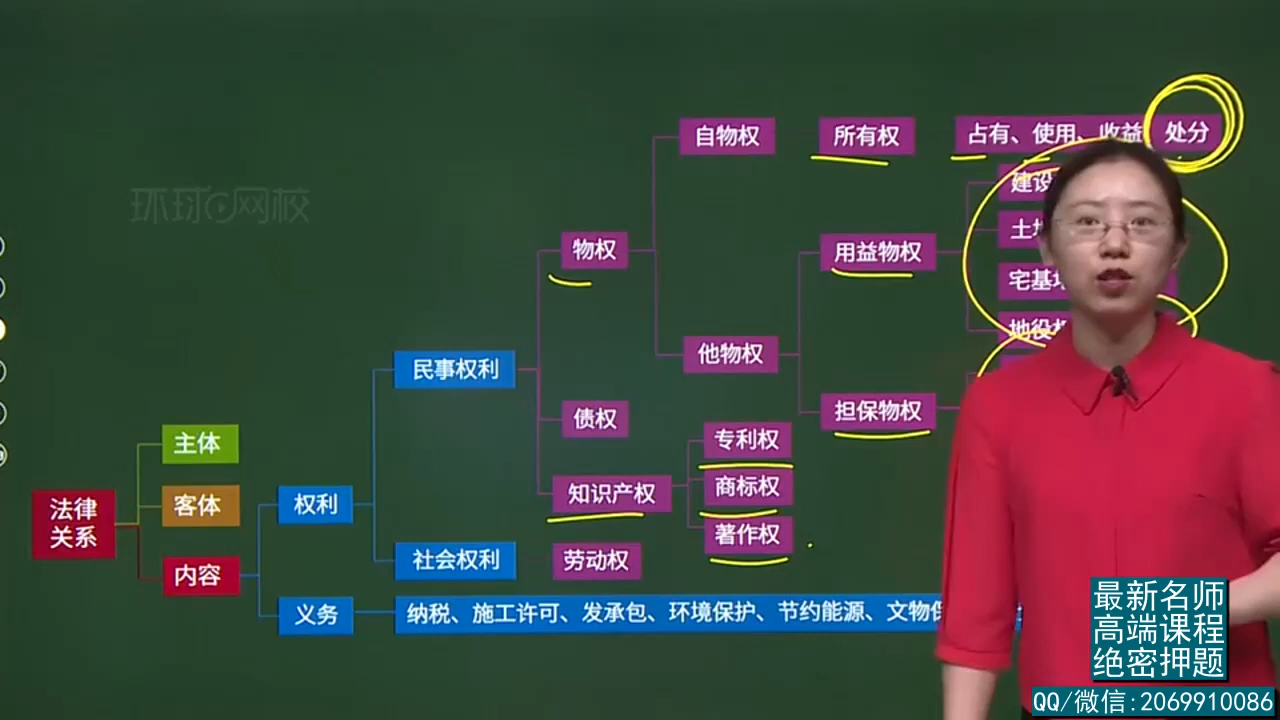 自物权
所有权
占有、使用、收益
处分
环球网校
建设
物权
用益物权
宅基
地役权
他物权
民事权利
担保物权
债权
专利权
主体
商标权
知识产权
客体
权利
法律
关系
著作权
社会权利
劳动权
内容
义务
纳税、施工许可、发承包、环境保护、节约能源、文物
最新名师
高端课程
绝密押题
QQ/微信:2069910086